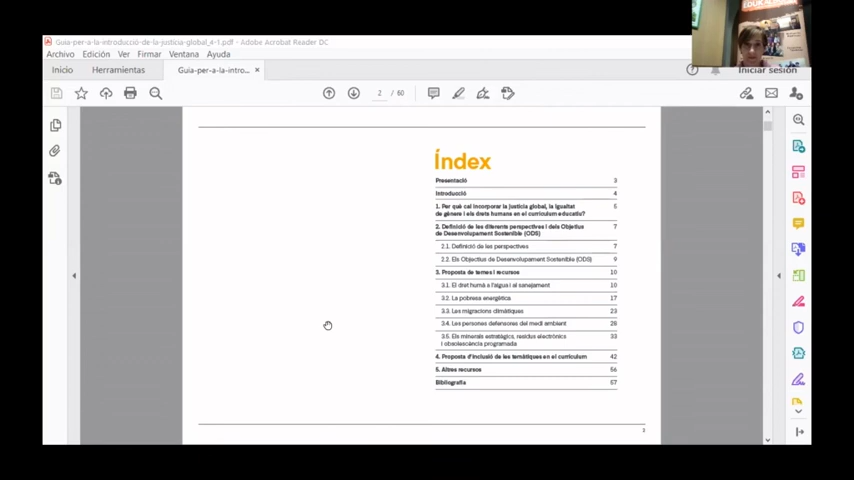 EDUKALBOAN
Guia-per-a-la-introducció-de-la-justicia-global_4-1.pdf - Adobe Acrobat Reader DC
Archivo Edición Ver Firmar Ventana Ayuda
Inicio Herramientas Guia-per-a-la-intro... × Iniciar sesión
2 / 60
Índex
Presentació 3
Introducció 4
1. Per què cal incorporar la justícia global, la igualtat
de gènere i els drets humans en el currículum educatiu? 5
2. Definició de les diferents perspectives i dels Objetius
de Desenvolupament Sostenible (ODS) 7
2.1. Definició de les perspectives 7
2.2. Els Objectius de Desenvolupament Sostenible (ODS) 9
3. Proposta de temes i recursos 10
3.1. El dret humà a l'aigua i al sanejament 10
3.2. La pobresa energètica 17
3.3. Les migracions climàtiques 23
3.4. Les persones defensores del medi ambient 28
3.5. Els minerals estratègics, residus electrònics
i obsolescència programada 33
4. Proposta d'inclusió de les temàtiques en el currículum 42
5. Altres recursos 56
Bibliografia 57